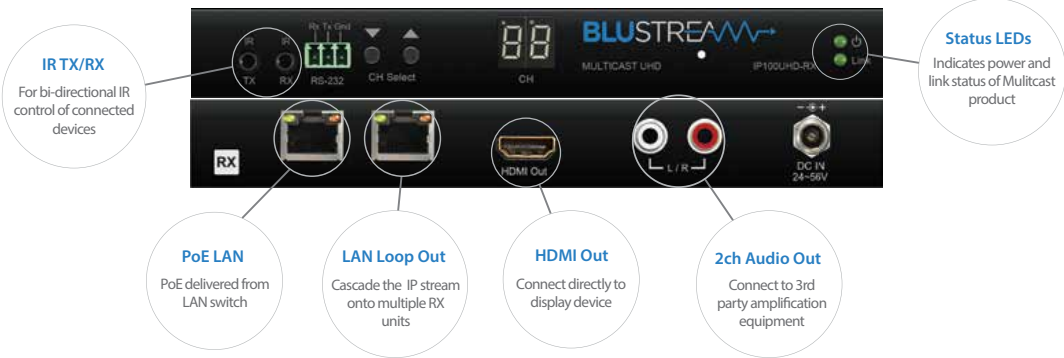 IR TX/RX
For bi-directional IR
control of connected
devices
IR IR
TX RX
Rx Tx Gnd
RS-232
CH Select
88
CH
BLUSTREAM
MULTICAST UHD
IP100UHD-RX
Link
Status LEDs
Indicates power and
link status of Mulitcast
product
RX
HDMI Out
L / R
DC IN
24~56V
PoE LAN
PoE delivered from
LAN switch
LAN Loop Out
Cascade the IP stream
onto multiple RX
units
HDMI Out
Connect directly to
display device
2ch Audio Out
Connect to 3rd
party amplification
equipment